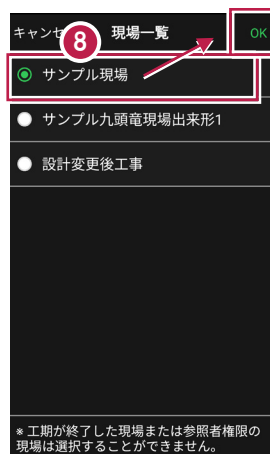 キャンセ 8 現場一覧 OK
サンプル現場
サンプル九頭竜現場出来形1
設計変更後工事
※ 工期が終了した現場または参照者権限の
現場は選択することができません。